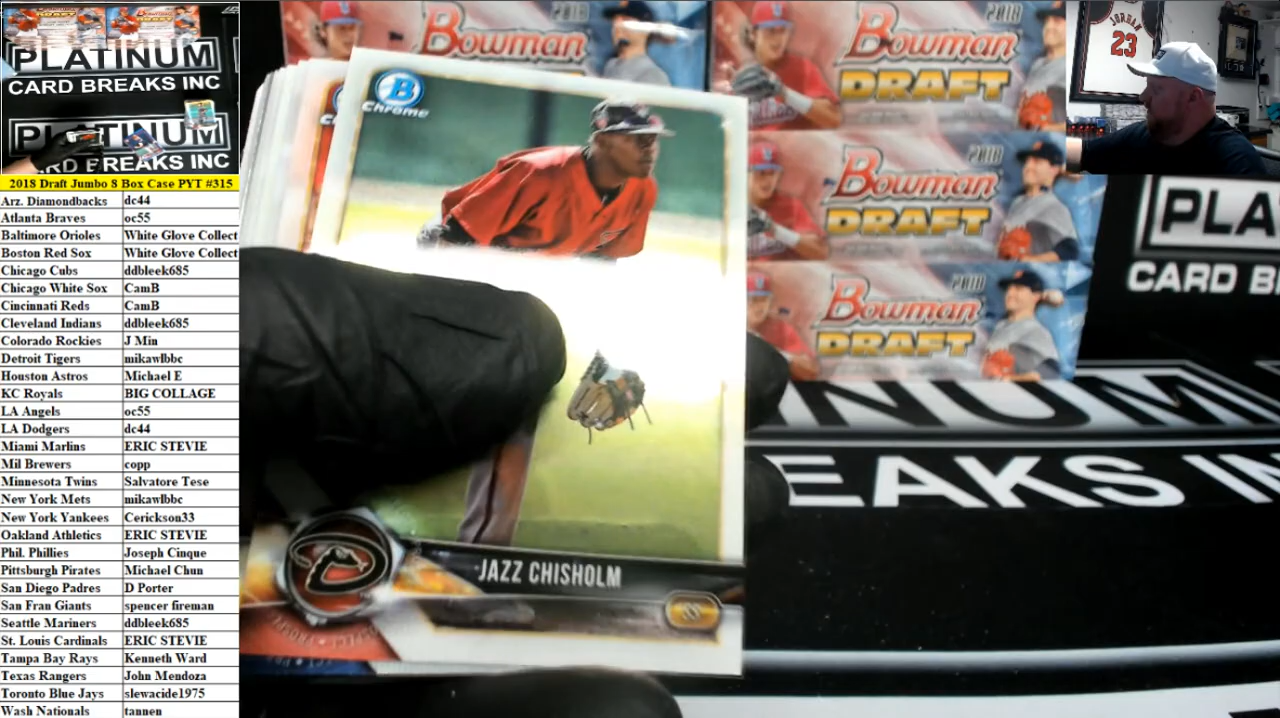 PLATINUM
CARD BREAKS INC
PLATINUM
CARD BREAKS INC
2018 Draft Jumbo 8 Box Case PYT #315
Arz. Diamondbacks dc44
Atlanta Braves oc55
Baltimore Orioles White Glove Collect
Boston Red Sox White Glove Collect
Chicago Cubs ddbleek685
Chicago White Sox CamB
Cincinnati Reds CamB
Cleveland Indians ddbleek685
Colorado Rockies J Min
Detroit Tigers mikawlbbc
Houston Astros Michael E
KC Royals BIG COLLAGE
LA Angels oc55
LA Dodgers dc44
Miami Marlins ERIC STEVIE
Mil Brewers copp
Minnesota Twins Salvatore Tese
New York Mets mikawlbbc
New York Yankees Cerickson33
Oakland Athletics ERIC STEVIE
Phil. Phillies Joseph Cinque
Pittsburgh Pirates Michael Chun
San Diego Padres D Porter
San Fran Giants spencer fireman
Seattle Mariners ddbleek685
St. Louis Cardinals ERIC STEVIE
Tampa Bay Rays Kenneth Ward
Texas Rangers John Mendoza
Toronto Blue Jays slewacide1975
Wash Nationals tannen
B
Chrome
JAZZ CHISHOLM
2018
Bowman
2018
Bowman
DRAFT
2018
Bowman
DRAFT
2018
Bowman
DRAFT
JORDAN
23
PLA
CARD B
NUM
EAKS IN